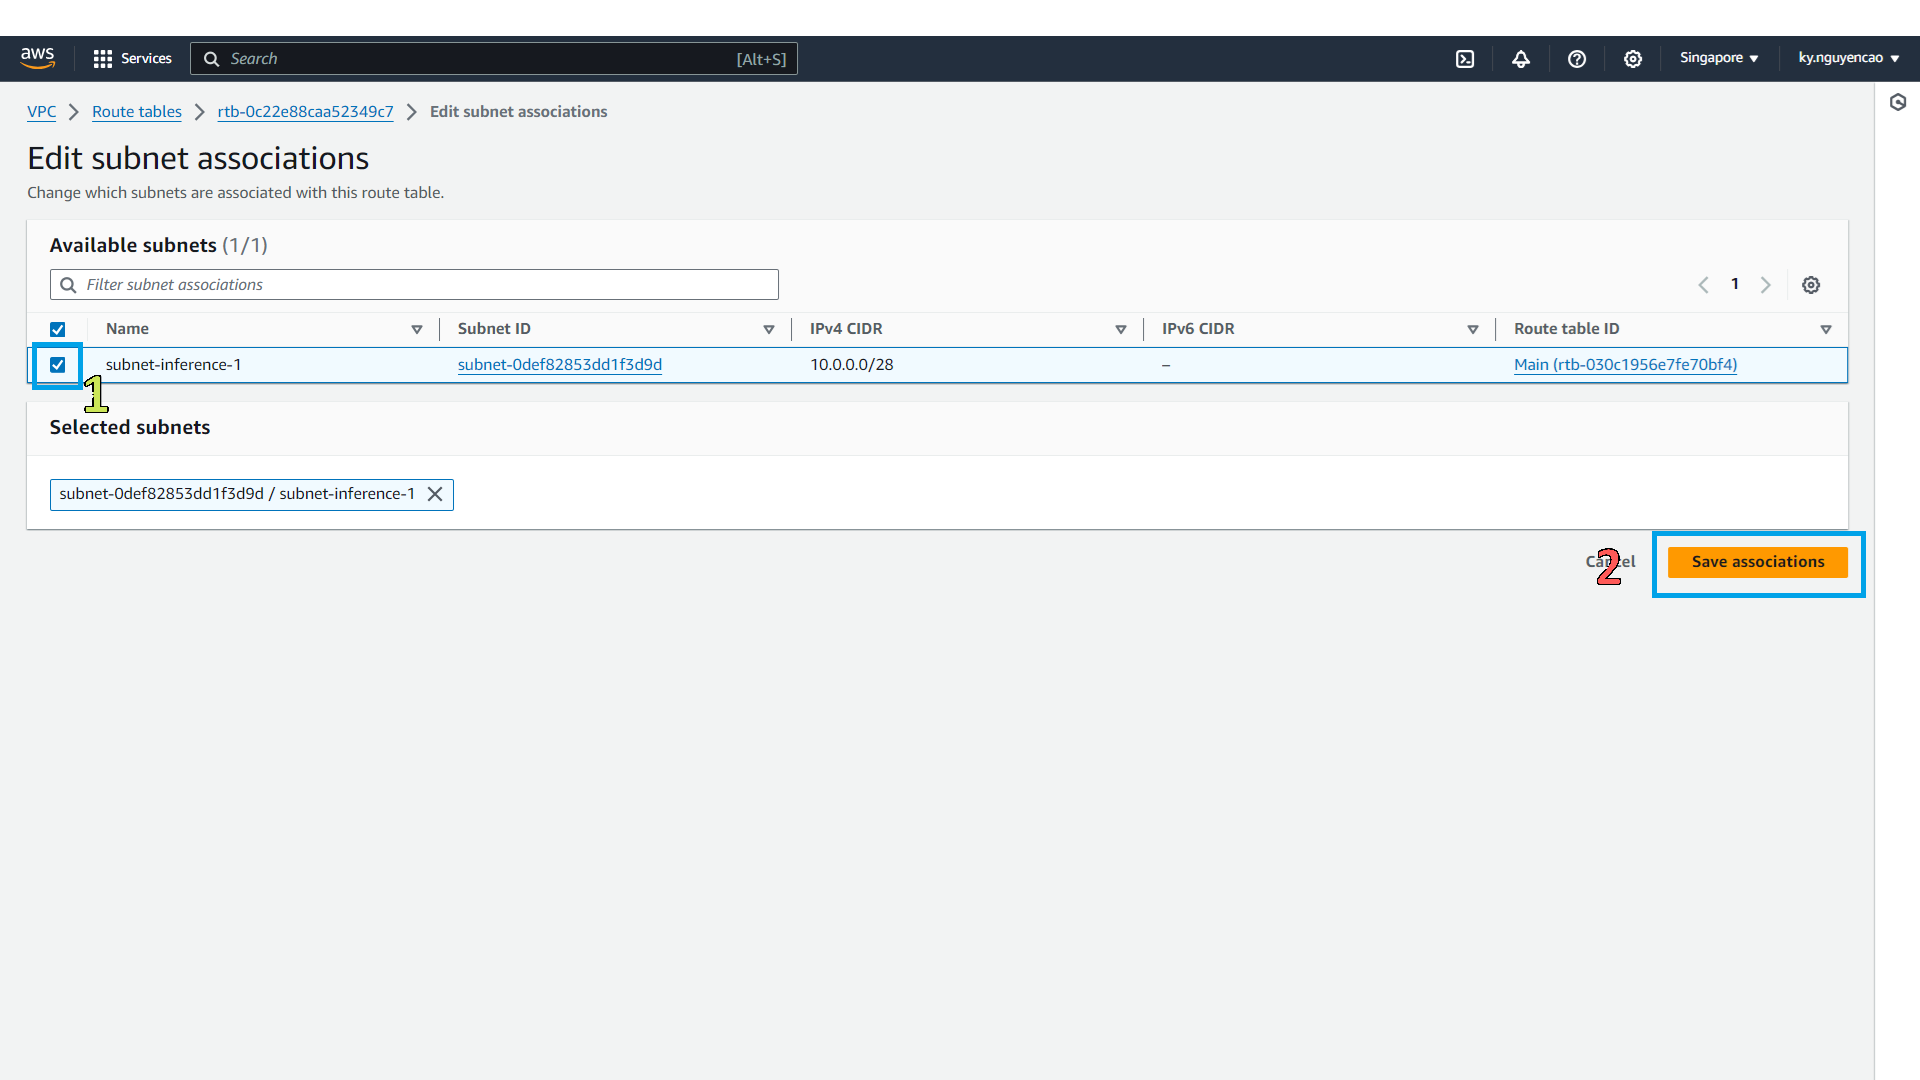 aws Services Search [Alt+S] Singapore ky.nguyencao
VPC Route tables rtb-0c22e88caa52349c7 Edit subnet associations
Edit subnet associations
Change which subnets are associated with this route table.
Available subnets (1/1)
Filter subnet associations 1
Name Subnet ID IPv4 CIDR IPv6 CIDR Route table ID
subnet-inference-1 subnet-0def82853dd1f3d9d 10.0.0.0/28 – Main (rtb-030c1956e7fe70bf4)
1
Selected subnets
subnet-0def82853dd1f3d9d / subnet-inference-1
Cancel 2 Save associations